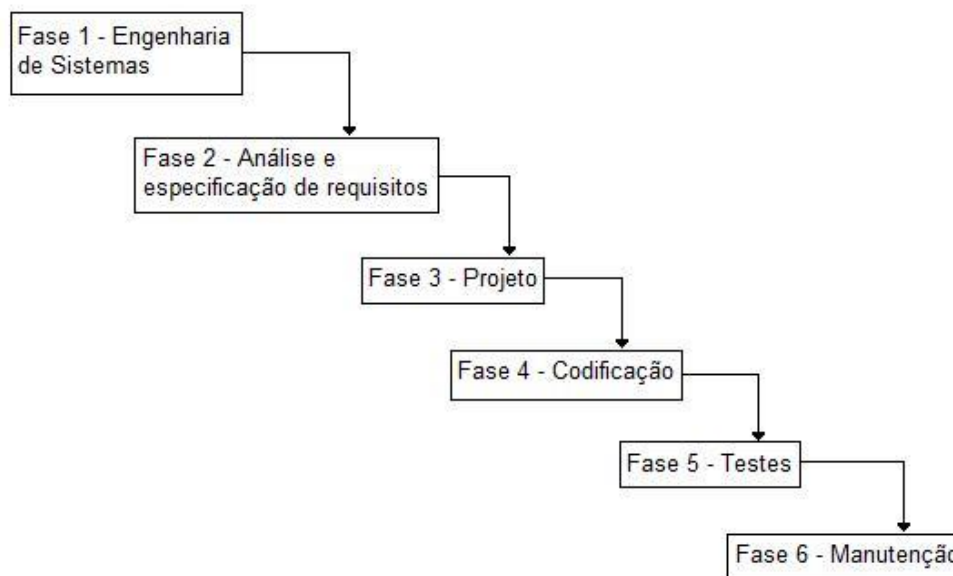 Fase 1 - Engenharia
de Sistemas
Fase 2 - Análise e
especificação de requisitos
Fase 3 - Projeto
Fase 4 - Codificação
Fase 5 - Testes
Fase 6 - Manutenção